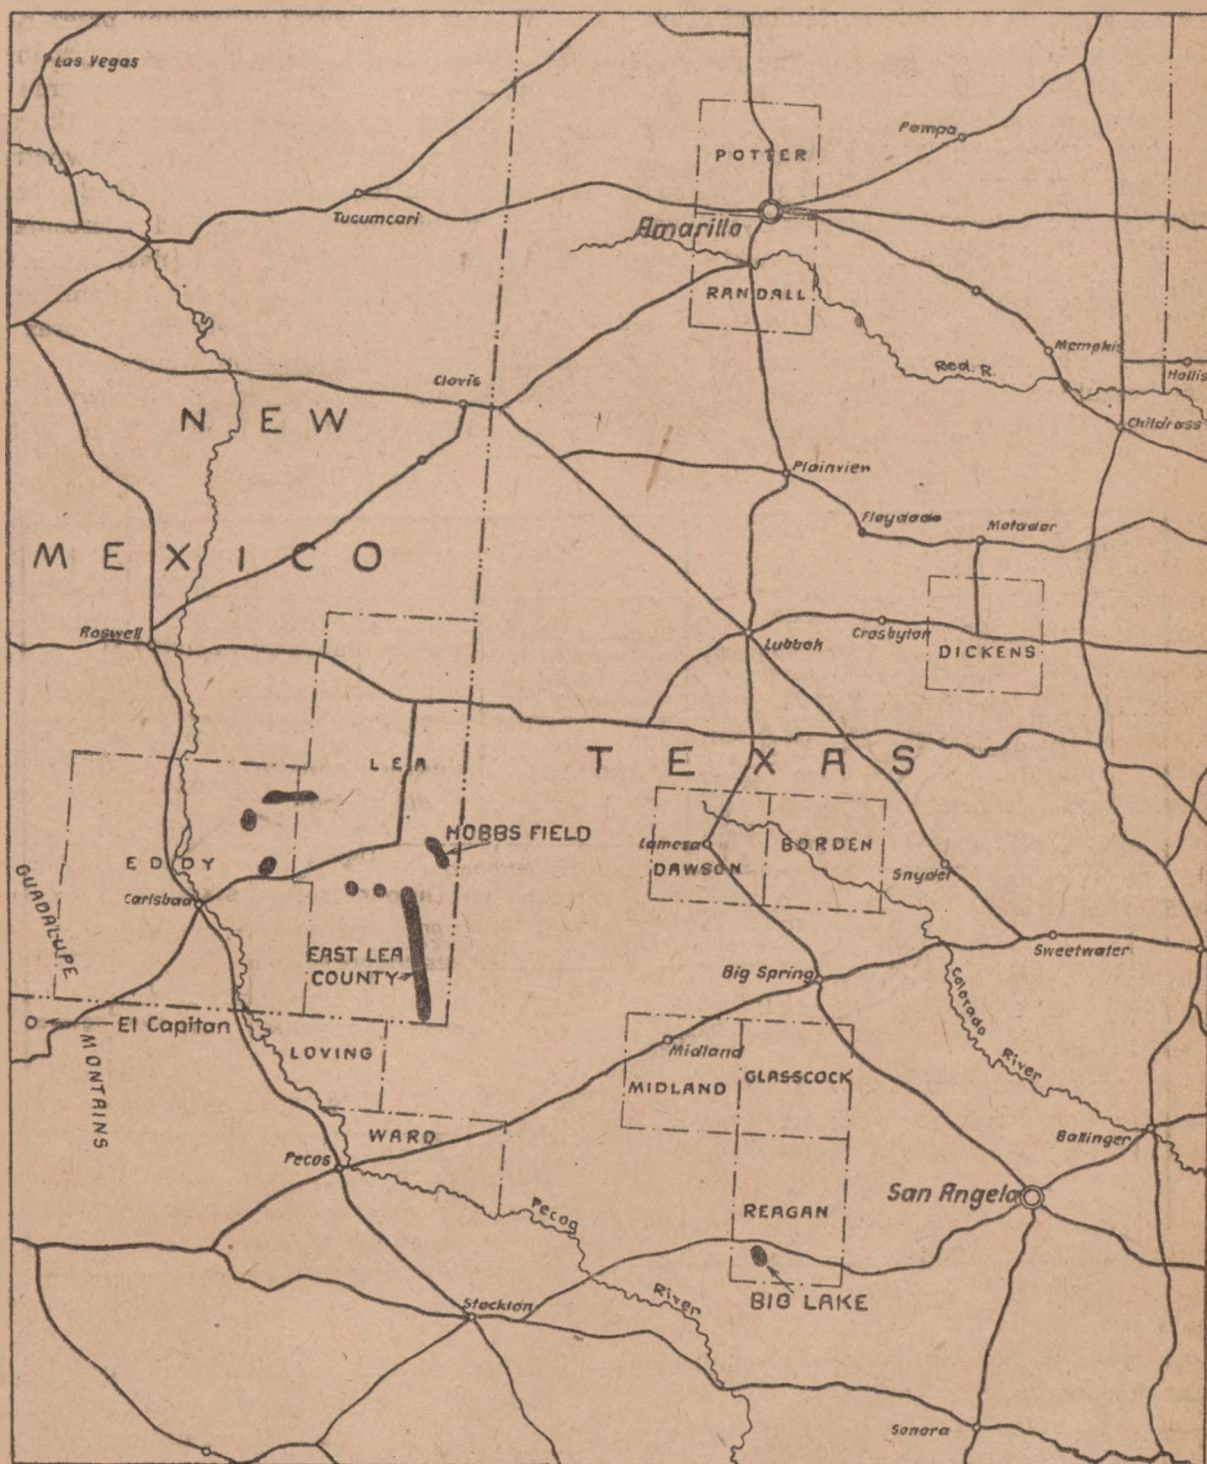 Las Vegas
Pampa
POTTER
Tucumcari
Amarillo
RANDALL
Memphis
Red. R.
Hollis
Clovis
NEW
Childress
Plainview
Floydada
Matador
MEXICO
Roswell
Lubbok
Crosbyton
DICKENS
LEA
TEXAS
HOBBS FIELD
Lamesa
BORDEN
EDDY
DAWSON
Snyder
GUADALUPE
Carlsbad
EAST LEA
COUNTY
Sweetwater
Big Spring
Colorado
River
El Capitan
LOVING
Midland
GLASSCOCK
MIDLAND
MONTAINS
WARD
Ballinger
Pecos
San Angelo
Pecos
REAGAN
River
Stockton
BIG LAKE
Sonora